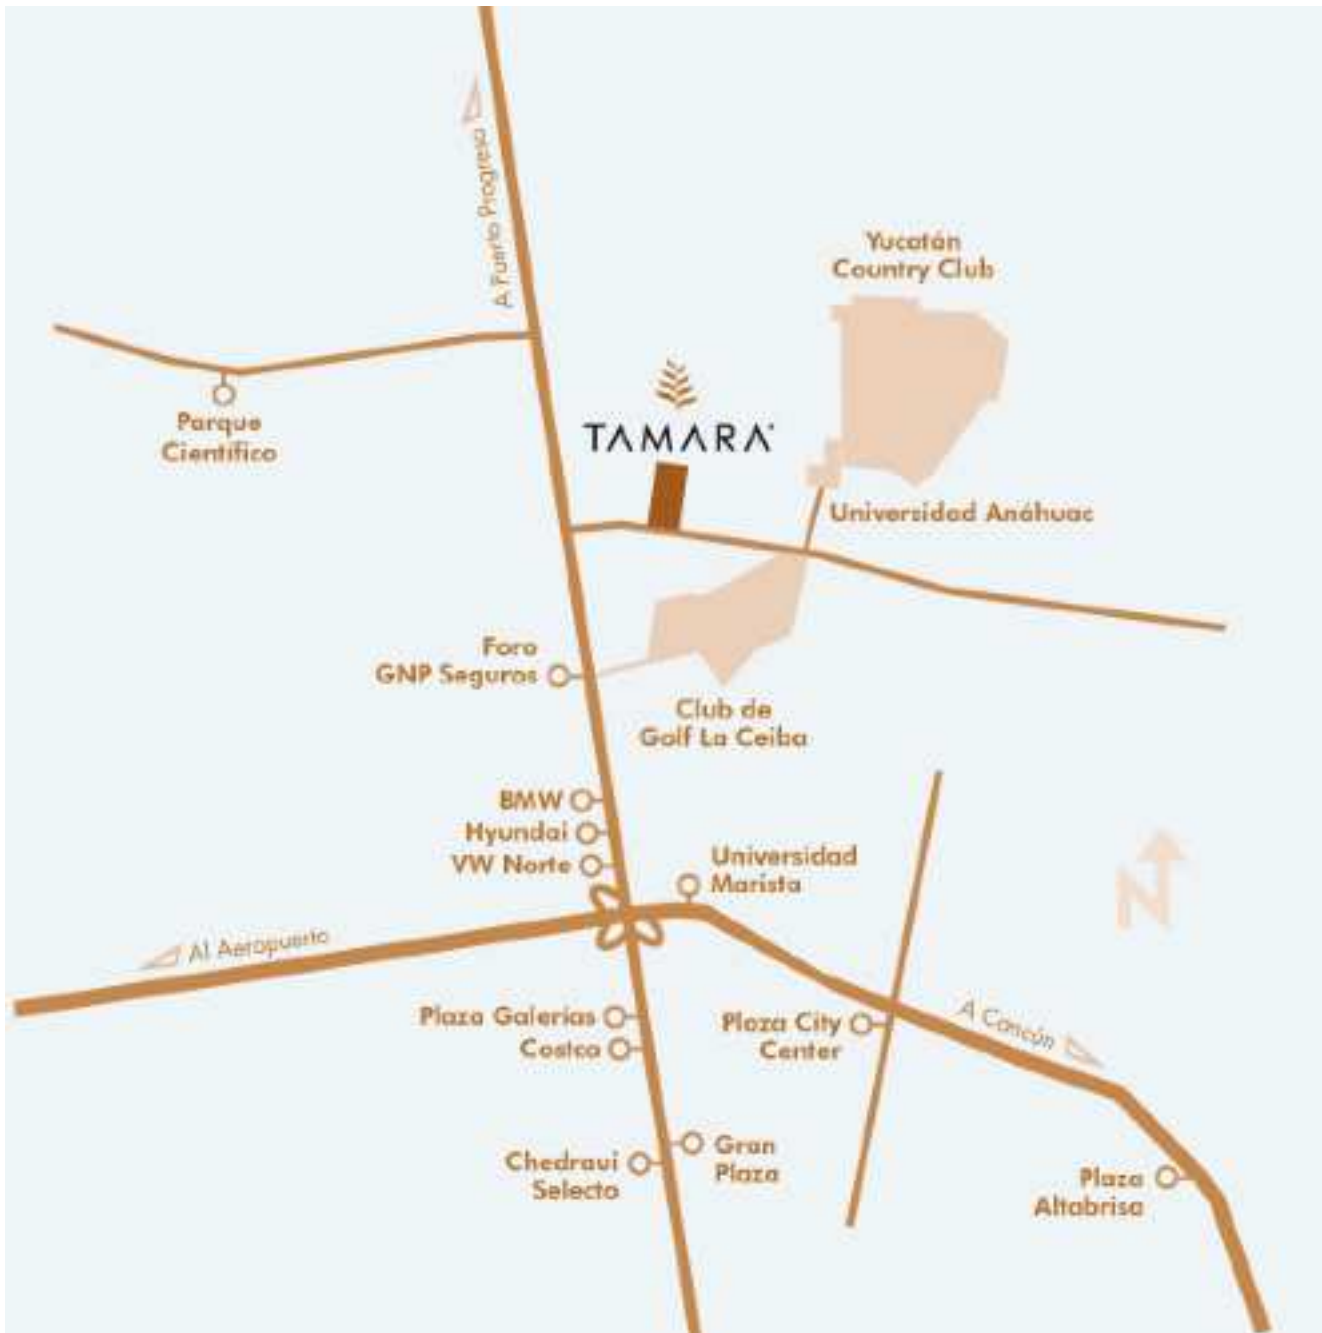 A Puerto Progreso
Yucatán
Country Club
TAMARA
Parque
Científico
Universidad Anáhuac
Foro
GNP Seguros
Club de
Golf La Ceiba
BMW
Hyundai
VW Norte
Universidad
Marista
N
Al Aeropuerto
Plaza Galerías
Costco
Plaza City
Center
A Cancún
Gran
Plaza
Chedraui
Selecto
Plaza
Altabrisa